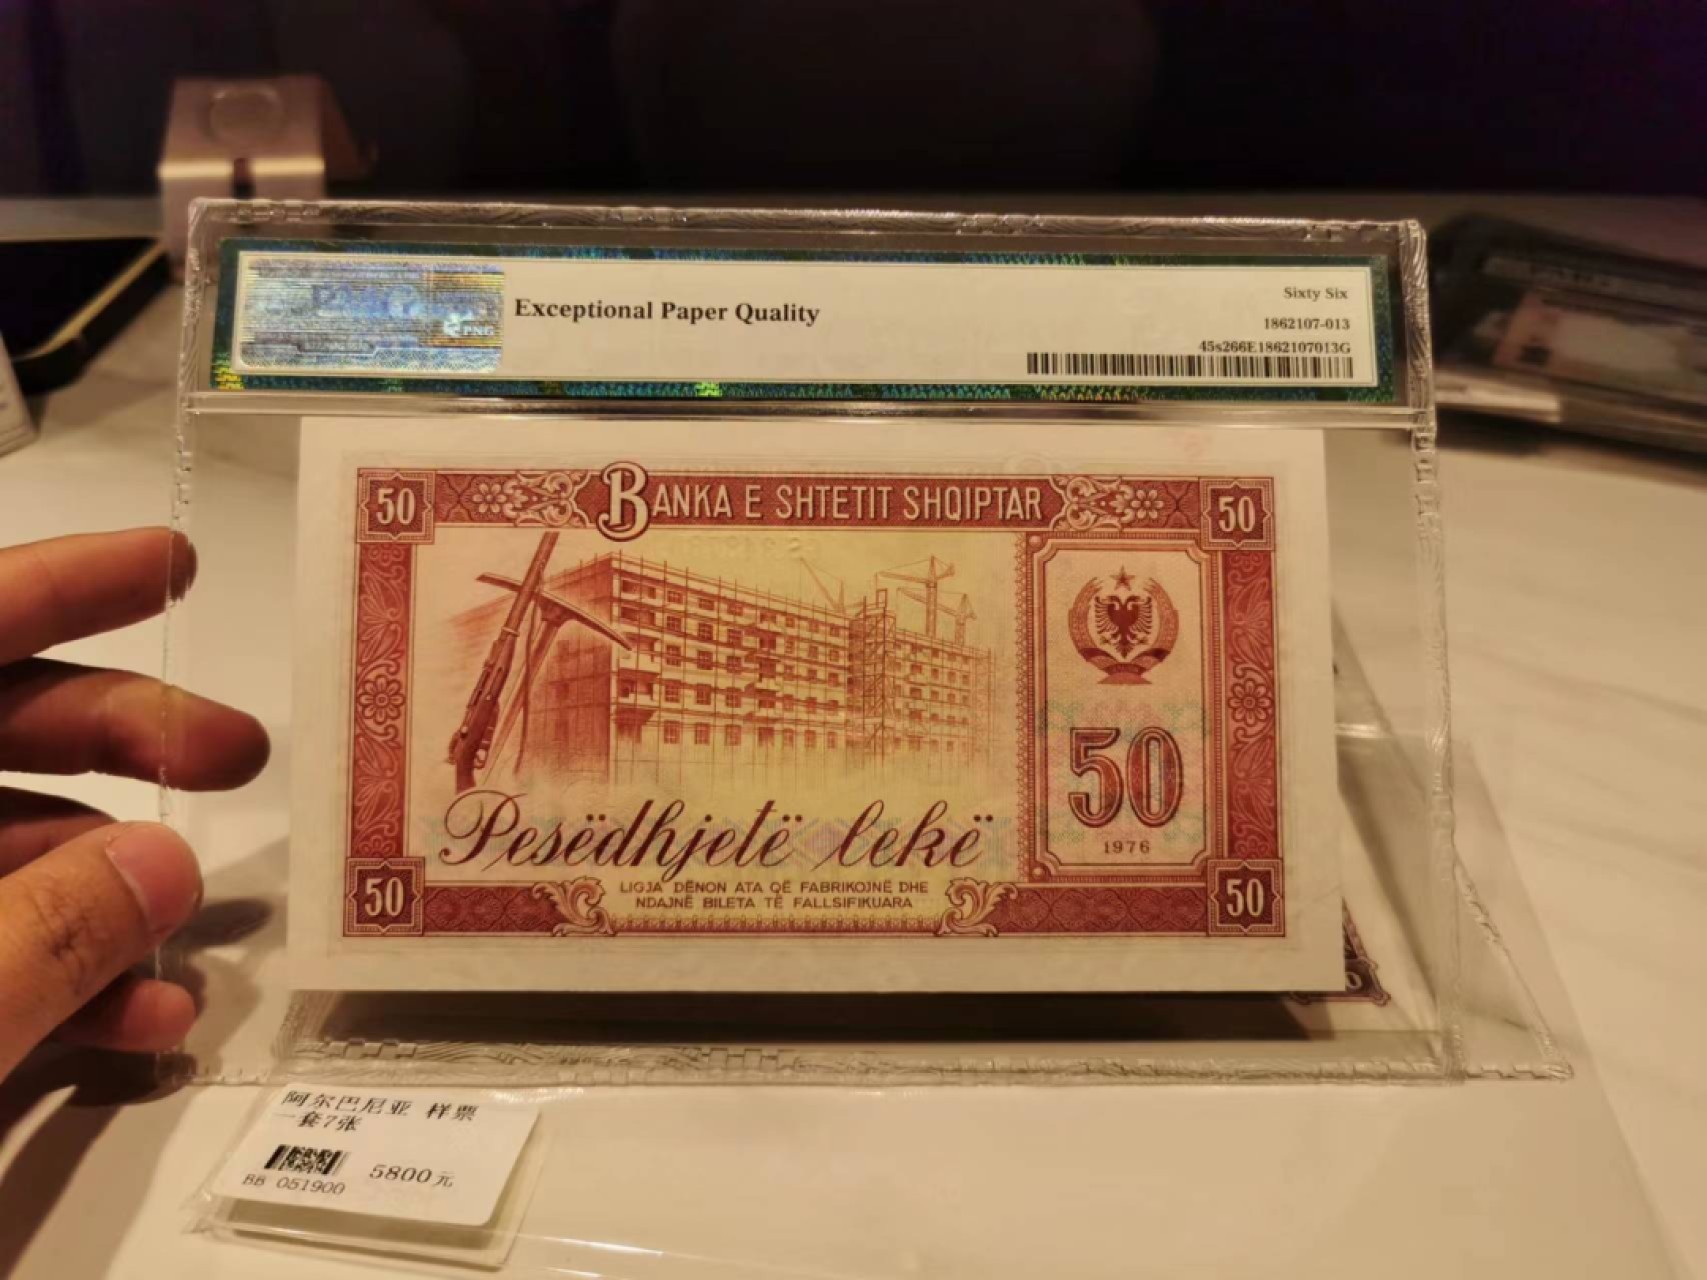 Exceptional Paper Quality
Sixty Six
1862107-013
45s266E1862107013G
PNG
50
BANKA E SHTETIT SHQIPTAR
50
50
1976
Pesëdhjetë lekë
LIGJA DËNON ATA QË FABRIKOJNË DHE
NDAJNË BILETA TË FALLSIFIKUARA
50
50
阿尔巴尼亚 样票
一套7张
5800元
BB 051900